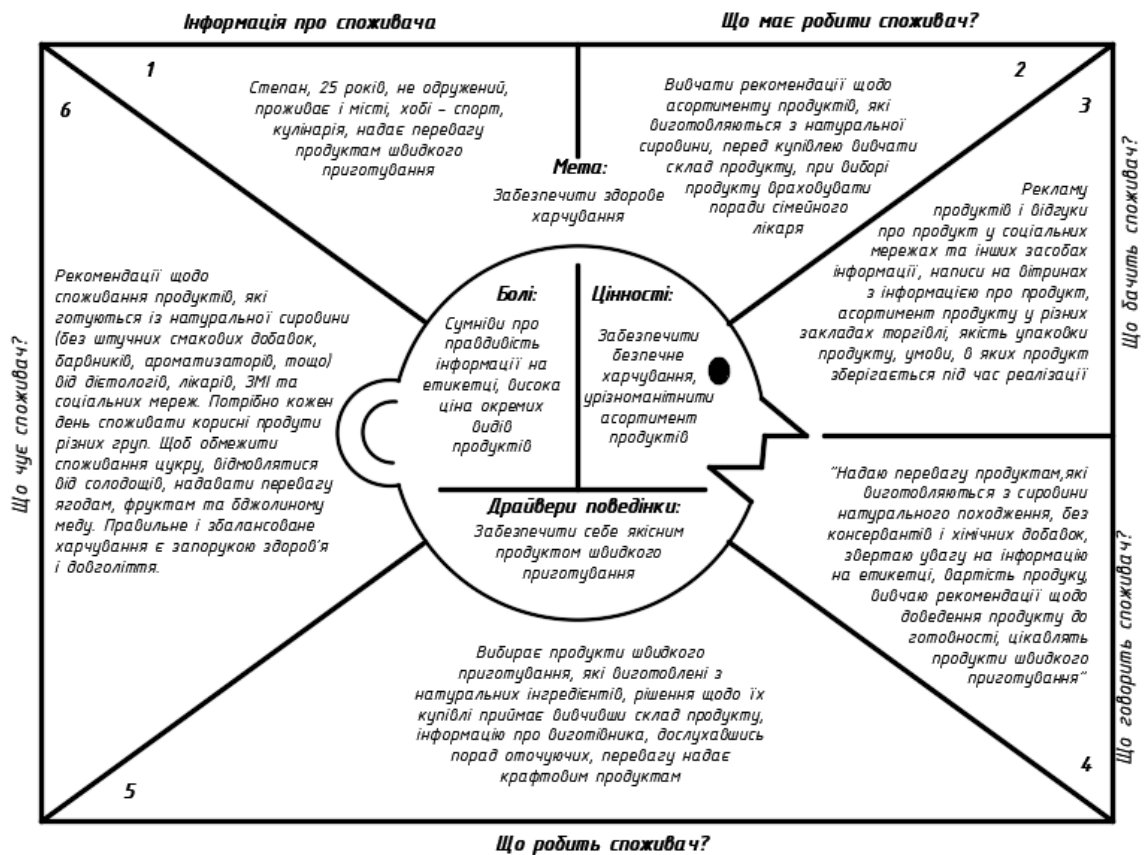 Інформація про споживача
Що має робити споживач?
1
Степан, 25 років, не одружений,
проживає і місті, хобі – спорт,
кулінарія, надає перевагу
продуктам швидкого
приготування
2
Вивчати рекомендації щодо
асортименту продуктів, які
виготовляються з натуральної
сировини, перед купівлею вивчати
склад продукту, при виборі
продукту враховувати
поради сімейного
лікаря
Мета:
Забезпечити здорове
харчування
3
Що бачить споживач?
Рекламу
продуктів і відгуки
про продукт у соціальних
мережах та інших засобах
інформації, написи на вітринах
з інформацією про продукт,
асортимент продукту у різних
закладах торгівлі, якість упаковки
продукту, умови, в яких продукт
зберігається під час реалізації
Болі:
Сумніви про
правдивість
інформації на
етикетці, висока
ціна окремих
видів
продуктів
Цінності:
Забезпечити
безпечне
харчування,
урізноманітнити
асортимент
продуктів
Драйвери поведінки:
Забезпечити себе якісним
продуктом швидкого
приготування
4
Що говорить споживач?
"Надаю перевагу продуктам,які
виготовляються з сировини
натурального походження, без
консервантів і хімічних добавок,
звертаю увагу на інформацію
на етикетці, вартість продуку,
вивчаю рекомендації щодо
доведення продукту до
готовності, цікавлять
продукти швидкого
приготування"
5
Вибирає продукти швидкого
приготування, які виготовлені з
натуральних інгредієнтів, рішення щодо їх
купівлі приймає вивчивши склад продукту,
інформацію про виготівника, дослухавшись
порад оточуючих, перевагу надає
крафтовим продуктам
Що робить споживач?
6
Що чує споживач?
Рекомендації щодо
споживання продуктів, які
готуються із натуральної сировини
(без штучних смакових добавок,
барвників, ароматизаторів, тощо)
від дієтологів, лікарів, ЗМІ та
соціальних мереж. Потрібно кожен
день споживати корисні продути
різних груп. Щоб обмежити
споживання цукру, відмовлятися
від солодощів, надавати перевагу
ягодам, фруктам та бджолиному
меду. Правильне і збалансоване
харчування є запорукою здоров'я
і довголіття.